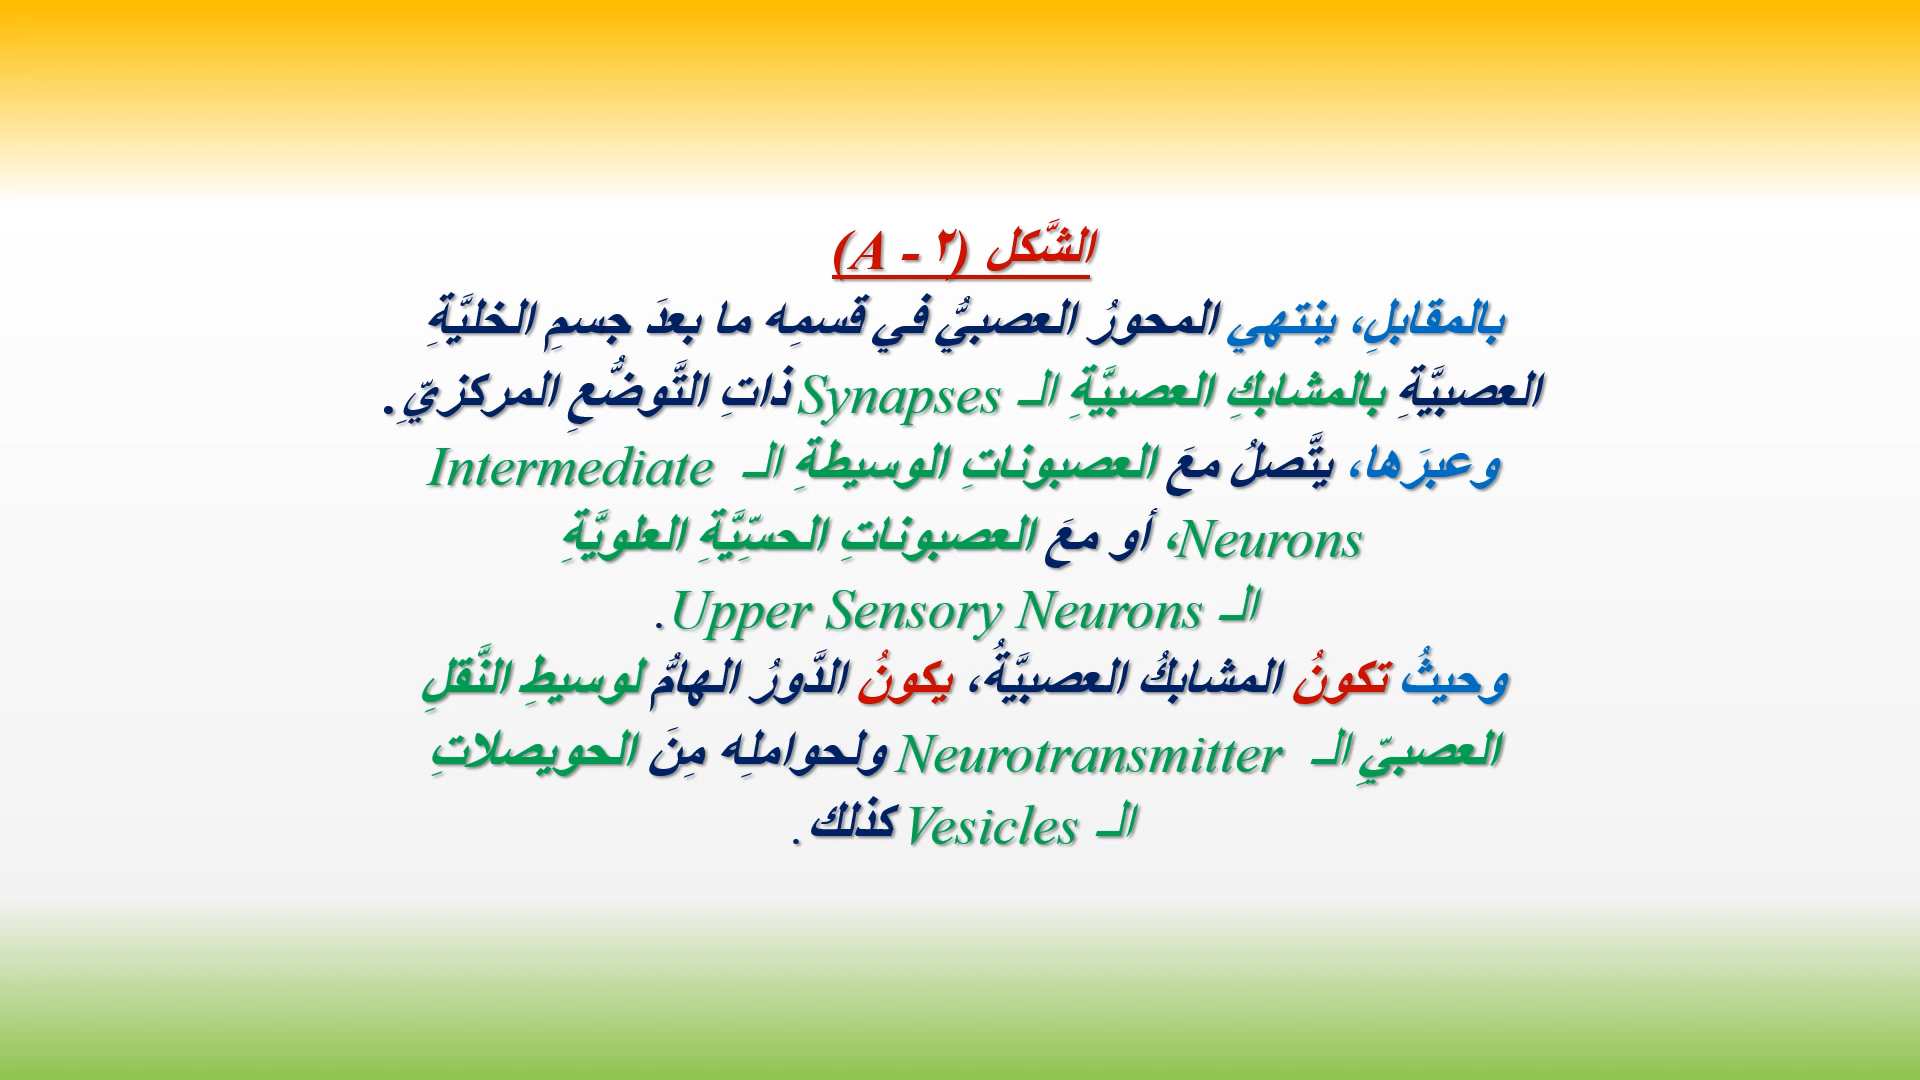 الشَّكل (٢ - A)
بالمقابلِ، ينتهي المحورُ العصبيُّ في قسمِه ما بعدَ جسمِ الخليَّةِ
العصبيَّةِ بالمشابكِ العصبيَّةِ الـ Synapses ذاتِ التَّوضُّعِ المركزيِّ.
وعبرَها، يتَّصلُ معَ العصبوناتِ الوسيطةِ الـ Intermediate
Neurons، أو معَ العصبوناتِ الحسّيَّةِ العلويَّةِ
الـ Upper Sensory Neurons.
وحيثُ تكونُ المشابكُ العصبيَّةُ، يكونُ الدَّورُ الهامُّ لوسيطِ النَّقلِ
العصبيِّ الـ Neurotransmitter ولحواملِه مِنَ الحويصلاتِ
الـ Vesicles كذلك.